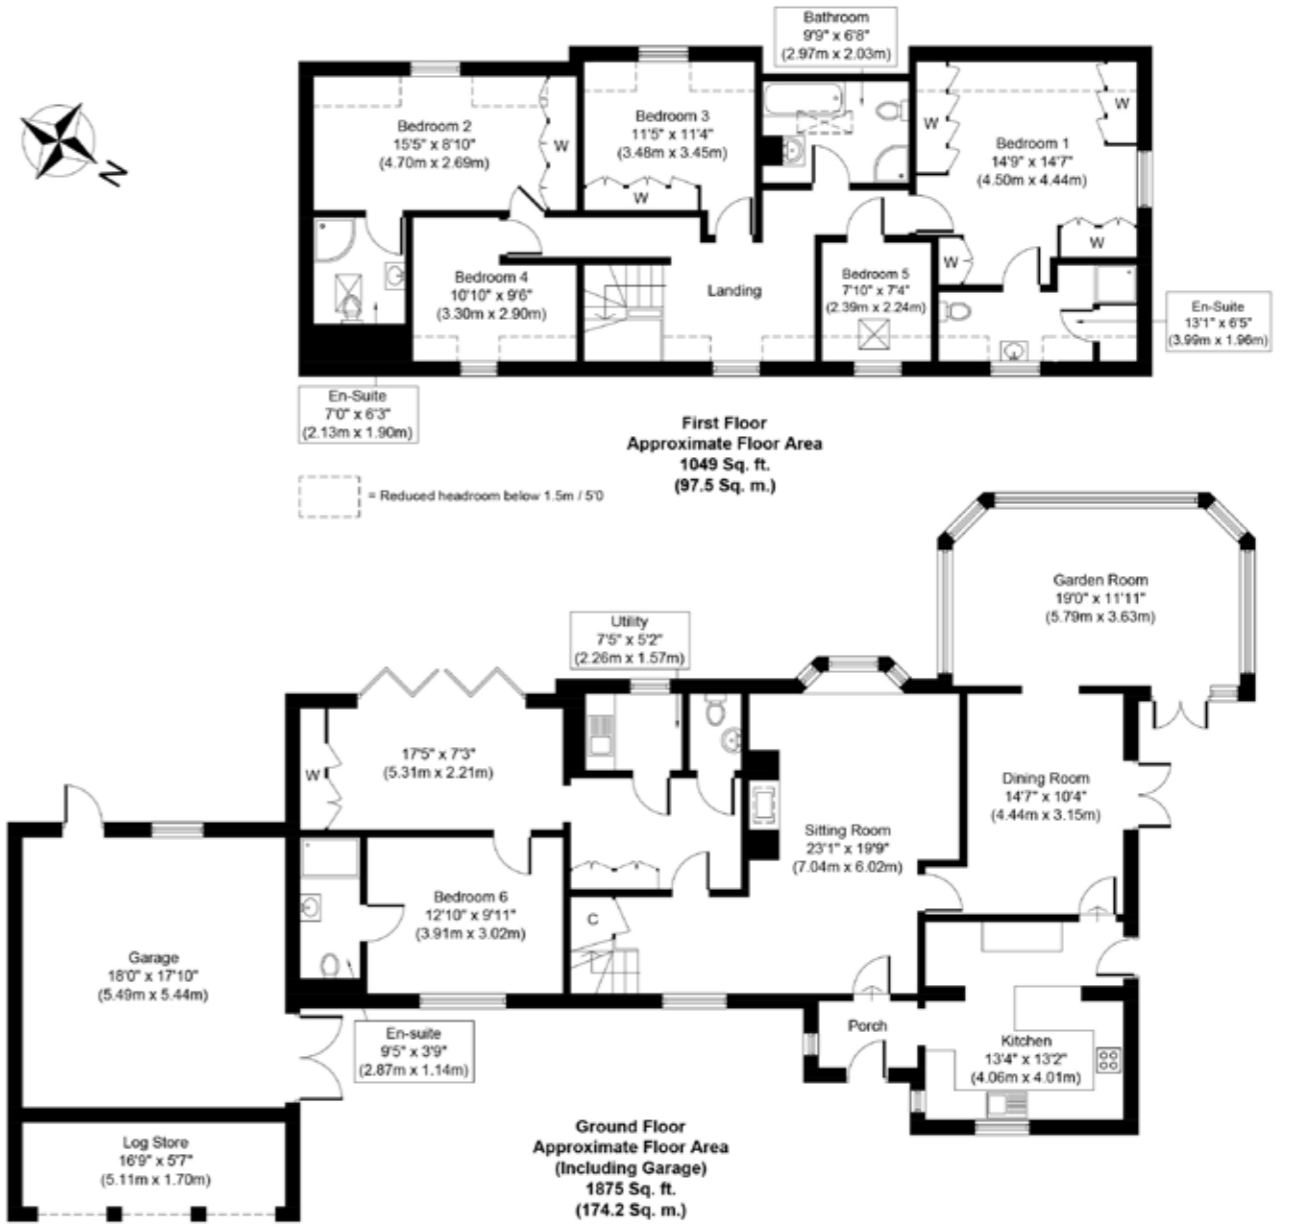 Bathroom
9'9" x 6'8"
(2.97m x 2.03m)
N
Bedroom 2
15'5" x 8'10"
(4.70m x 2.69m)
W
Bedroom 3
11'5" x 11'4"
(3.48m x 3.45m)
W
W
W
Bedroom 1
14'9" x 14'7"
(4.50m x 4.44m)
W
W
Bedroom 4
10'10" x 9'6"
(3.30m x 2.90m)
Landing
Bedroom 5
7'10" x 7'4"
(2.39m x 2.24m)
En-Suite
13'1" x 6'5"
(3.99m x 1.96m)
En-Suite
7'0" x 6'3"
(2.13m x 1.90m)
First Floor
Approximate Floor Area
1049 Sq. ft.
(97.5 Sq. m.)
= Reduced headroom below 1.5m / 5'0
Garden Room
19'0" x 11'11"
(5.79m x 3.63m)
Utility
7'5" x 5'2"
(2.26m x 1.57m)
W
17'5" x 7'3"
(5.31m x 2.21m)
Dining Room
14'7" x 10'4"
(4.44m x 3.15m)
Sitting Room
23'1" x 19'9"
(7.04m x 6.02m)
Bedroom 6
12'10" x 9'11"
(3.91m x 3.02m)
C
Garage
18'0" x 17'10"
(5.49m x 5.44m)
Porch
En-suite
9'5" x 3'9"
(2.87m x 1.14m)
Kitchen
13'4" x 13'2"
(4.06m x 4.01m)
Log Store
16'9" x 5'7"
(5.11m x 1.70m)
Ground Floor
Approximate Floor Area
(Including Garage)
1875 Sq. ft.
(174.2 Sq. m.)